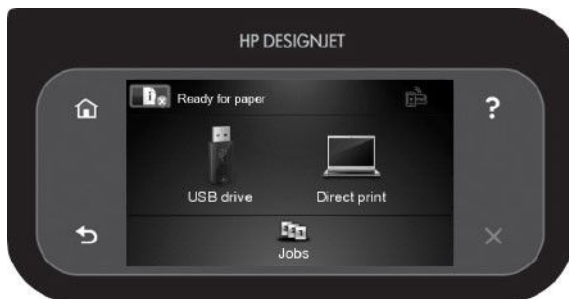 HP DESIGNJET
Ready for paper
?
USB drive
Direct print
Jobs